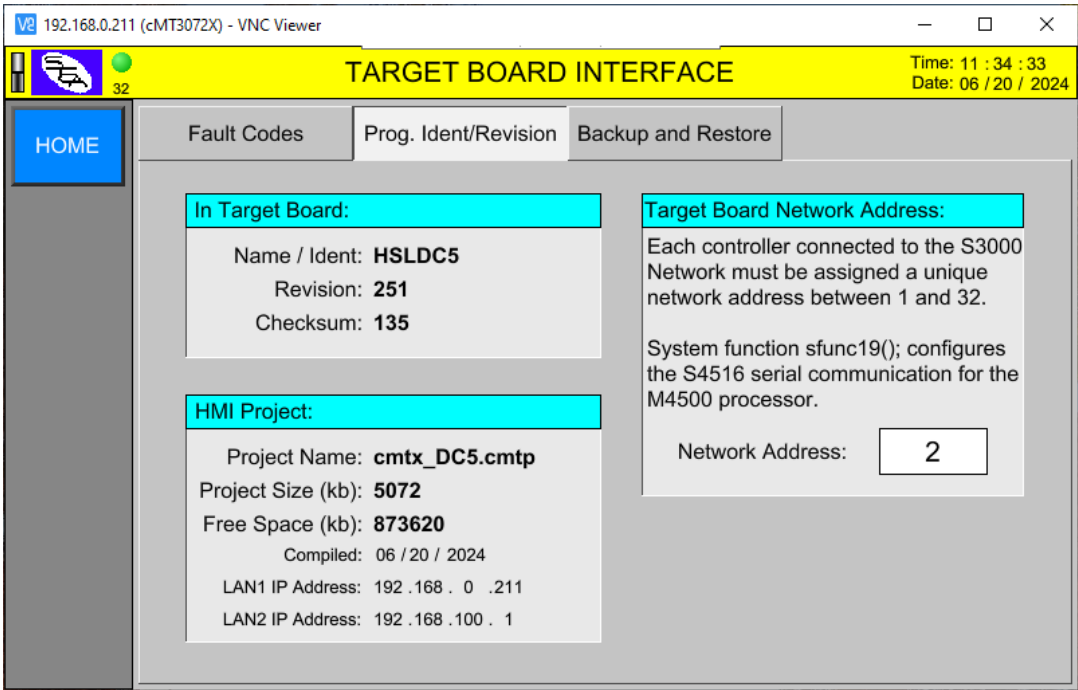 192.168.0.211 (cMT3072X) - VNC Viewer
32
TARGET BOARD INTERFACE
Time: 11 : 34 : 33
Date: 06 / 20 / 2024
HOME
Fault Codes
Prog. Ident/Revision
Backup and Restore
In Target Board:
Name / Ident: HSLDC5
Revision: 251
Checksum: 135
HMI Project:
Project Name: cmtx_DC5.cmtp
Project Size (kb): 5072
Free Space (kb): 873620
Compiled: 06 / 20 / 2024
LAN1 IP Address: 192 .168 . 0 .211
LAN2 IP Address: 192 .168 .100 . 1
Target Board Network Address:
Each controller connected to the S3000
Network must be assigned a unique
network address between 1 and 32.
System function sfunc19(); configures
the S4516 serial communication for the
M4500 processor.
Network Address: 2